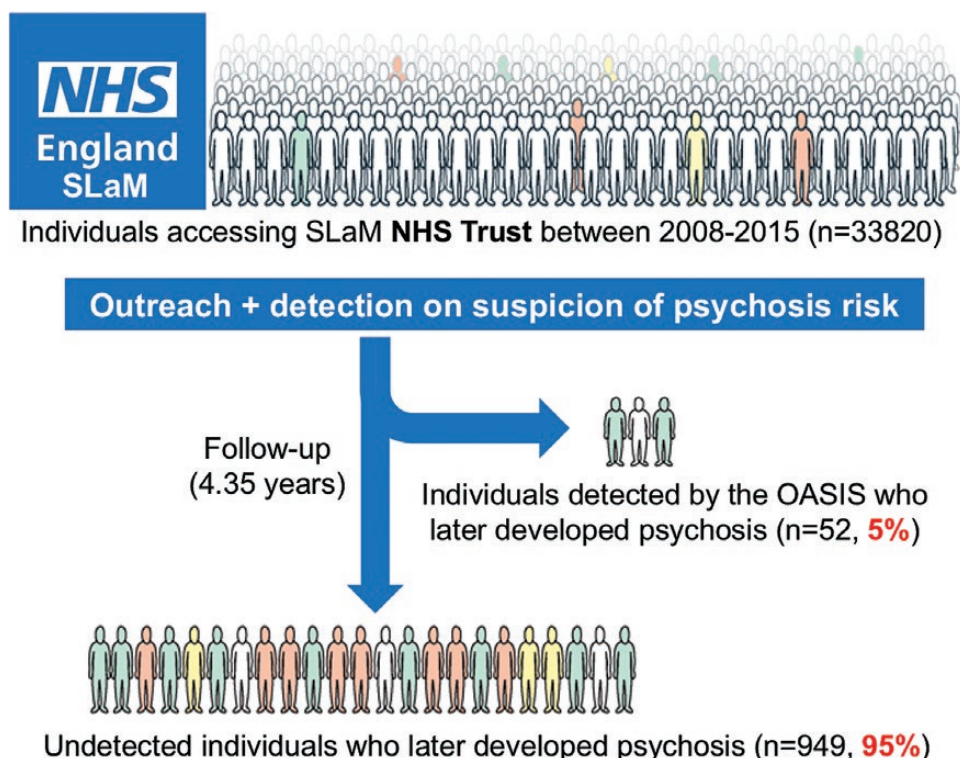 NHS
England
SLaM
Individuals accessing SLaM NHS Trust between 2008-2015 (n=33820)
Outreach + detection on suspicion of psychosis risk
Follow-up
(4.35 years)
Individuals detected by the OASIS who
later developed psychosis (n=52, 5%)
Undetected individuals who later developed psychosis (n=949, 95%)